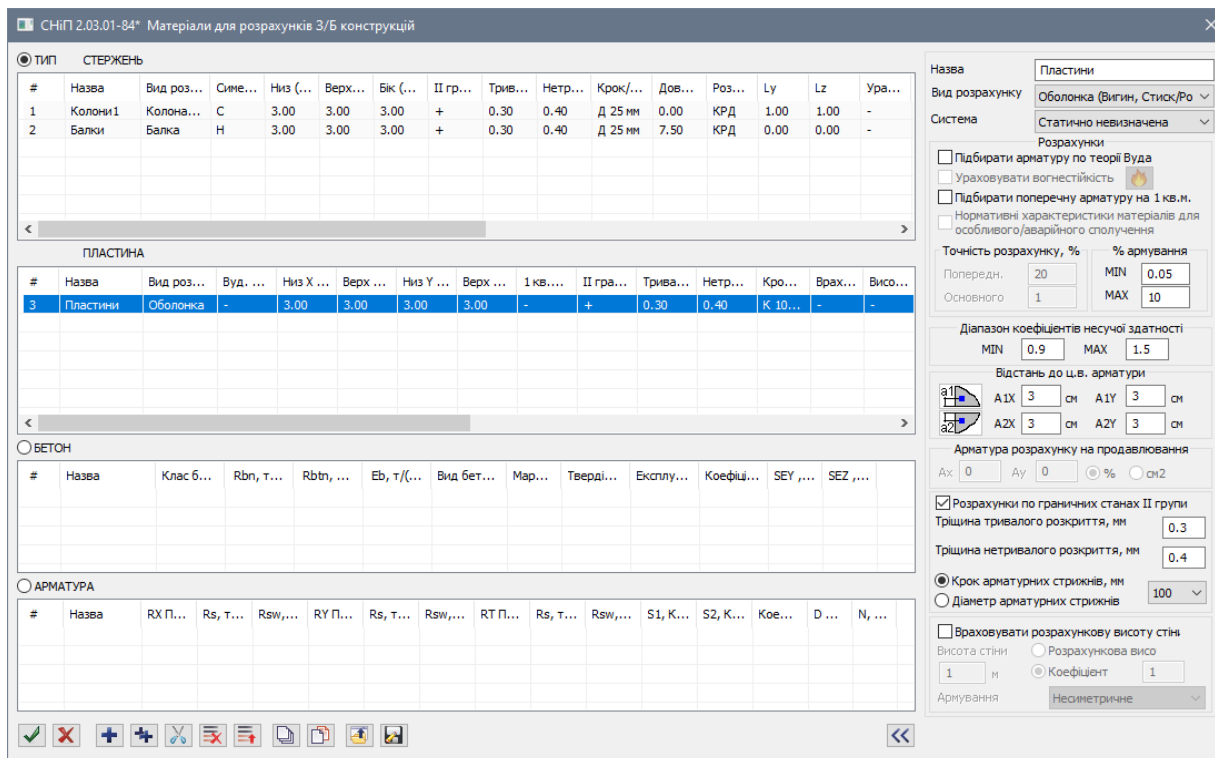 СНіП 2.03.01-84* Матеріали для розрахунків З/Б конструкцій
ТИП СТЕРЖЕНЬ
# Назва Вид роз... Симе... Низ (... Верх... Бік (... II гр... Трив... Нетр... Крок/... Дов... Роз... Ly Lz Ура...
1 Колони1 Колона... С 3.00 3.00 3.00 + 0.30 0.40 Д 25 мм 0.00 КРД 1.00 1.00 -
2 Балки Балка Н 3.00 3.00 3.00 + 0.30 0.40 Д 25 мм 7.50 КРД 0.00 0.00 -
ПЛАСТИНА
# Назва Вид роз... Вуд. ... Низ X ... Верх ... Низ Y ... Верх ... 1 кв.... II гра... Трива... Нетр... Кро... Врах... Висо...
3 Пластини Оболонка - 3.00 3.00 3.00 3.00 - + 0.30 0.40 К 10... - -
БЕТОН
# Назва Клас б... Rbn, т... Rbtn, ... Eb, т/(... Вид бет... Мар... Тверді... Експлу... Коефіці... SEY ,... SEZ ,...
АРМАТУРА
# Назва RX П... Rs, т... Rsw,... RY П... Rs, т... Rsw,... RT П... Rs, т... Rsw,... S1, К... S2, К... Кое... D ... N, ...
Назва Пластини
Вид розрахунку Оболонка (Вигин, Стиск/Ро
Система Статично невизначена
Розрахунки
Підбирати арматуру по теорії Вуда
Ураховувати вогнестійкість
Підбирати поперечну арматуру на 1 кв.м.
Нормативні характеристики матеріалів для
особливого/аварійного сполучення
Точність розрахунку, % % армування
Попередн. 20 MIN 0.05
Основного 1 MAX 10
Діапазон коефіцієнтів несучої здатності
MIN 0.9 MAX 1.5
Відстань до ц.в. арматури
a1 A1X 3 см A1Y 3 см
a2 A2X 3 см A2Y 3 см
Арматура розрахунку на продавлювання
Ax 0 Ay 0 % см2
Розрахунки по граничних станах II групи
Тріщина тривалого розкриття, мм 0.3
Тріщина нетривалого розкриття, мм 0.4
Крок арматурних стрижнів, мм 100
Діаметр арматурних стрижнів
Враховувати розрахункову висоту стін
Висота стіни Розрахункова висо
1 м Коефіцієнт 1
Армування Несиметричне